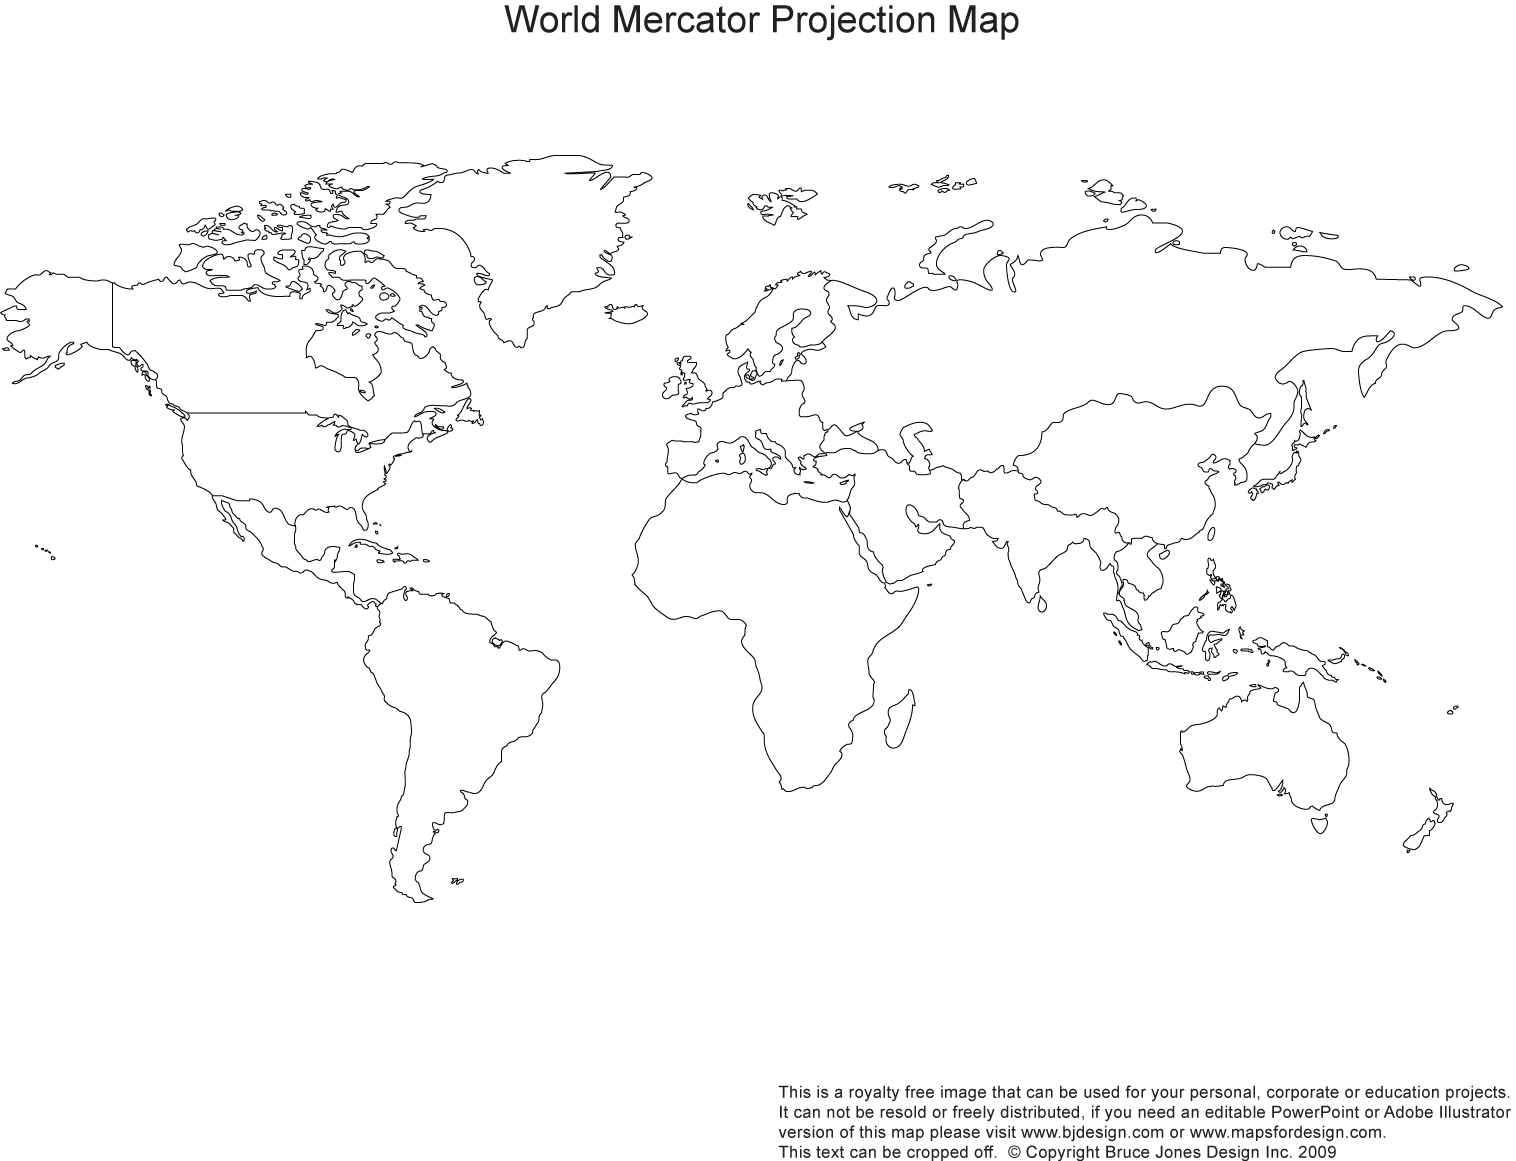 World Mercator Projection Map
This is a royalty free image that can be used for your personal, corporate or education projects.
It can not be resold or freely distributed, if you need an editable PowerPoint or Adobe Illustrator
version of this map please visit www.bjdesign.com or www.mapsfordesign.com.
This text can be cropped off.  © Copyright Bruce Jones Design Inc. 2009